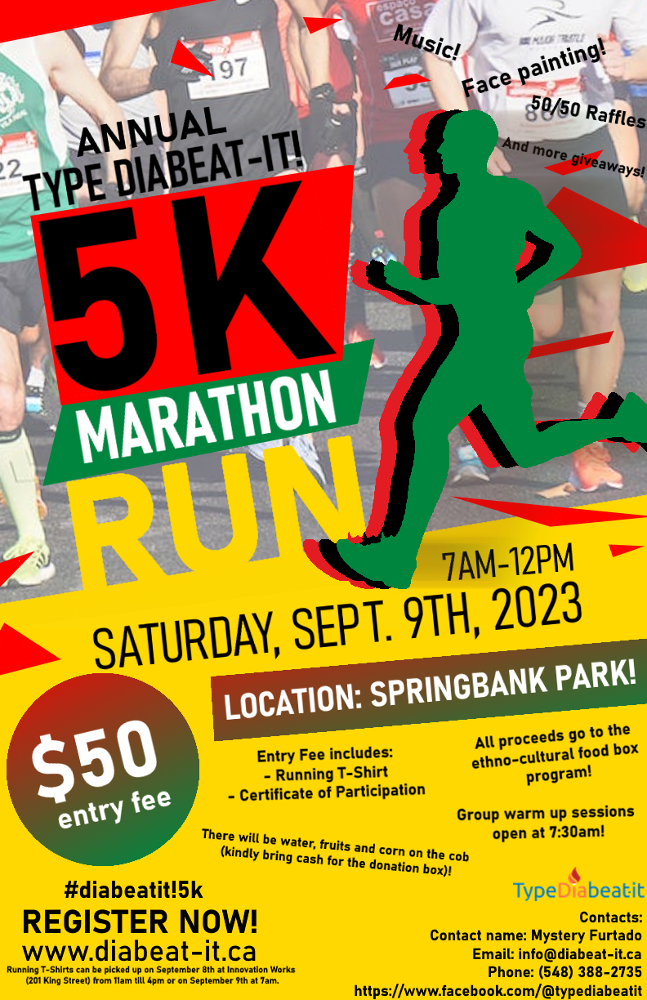 espaço
casa
197
22
Music!
Face painting!
50/50 Raffles
And more giveaways!
ANNUAL
TYPE DIABEAT-IT!
5K
MARATHON
RUN
7AM-12PM
SATURDAY, SEPT. 9TH, 2023
LOCATION: SPRINGBANK PARK!
$50
entry fee
Entry Fee includes:
- Running T-Shirt
- Certificate of Participation
All proceeds go to the
ethno-cultural food box
program!
Group warm up sessions
open at 7:30am!
There will be water, fruits and corn on the cob
(kindly bring cash for the donation box)!
#diabeatit!5k
REGISTER NOW!
www.diabeat-it.ca
Running T-Shirts can be picked up on September 8th at Innovation Works
(201 King Street) from 11am till 4pm or on September 9th at 7am.
TypeDiabeatit
Contacts:
Contact name: Mystery Furtado
Email: info@diabeat-it.ca
Phone: (548) 388-2735
https://www.facebook.com/@typediabeatit